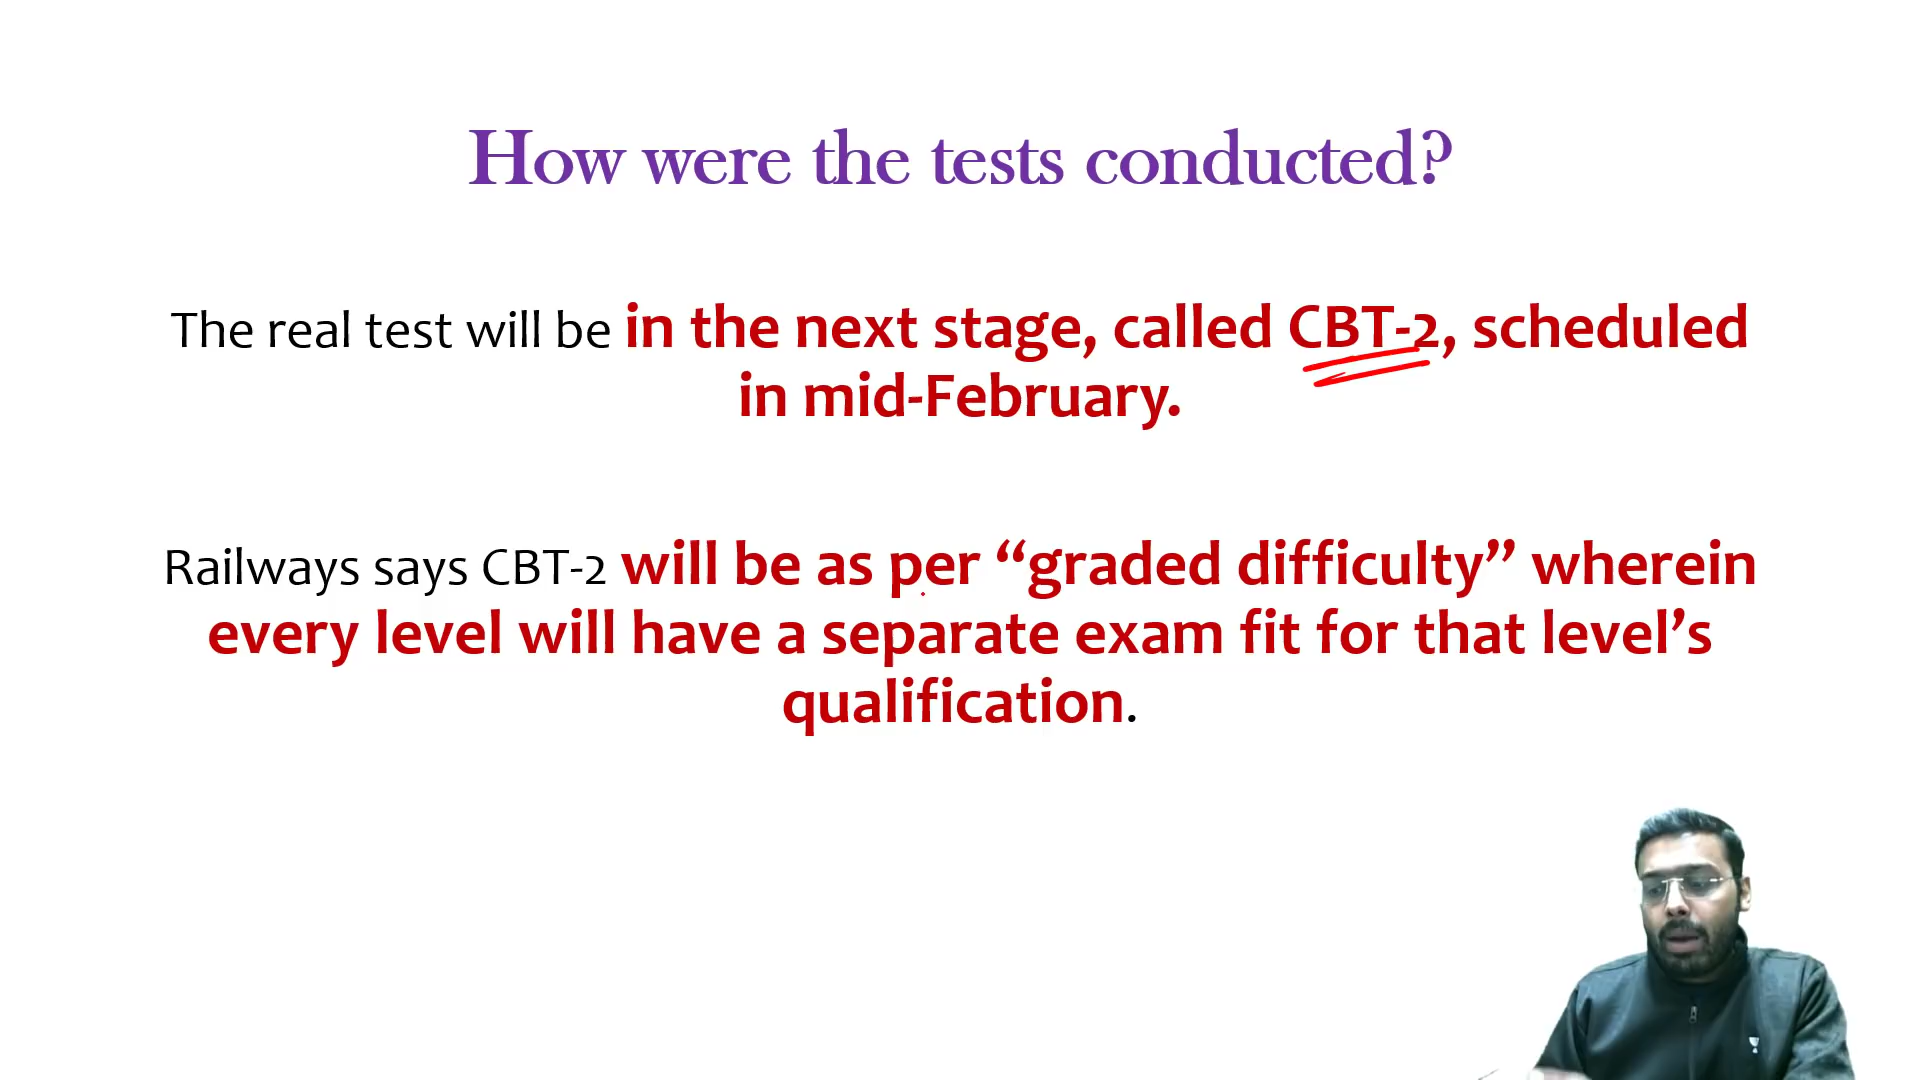 How were the tests conducted?
The real test will be in the next stage, called CBT-2, scheduled
in mid-February.
Railways says CBT-2 will be as per “graded difficulty” wherein
every level will have a separate exam fit for that level’s
qualification.